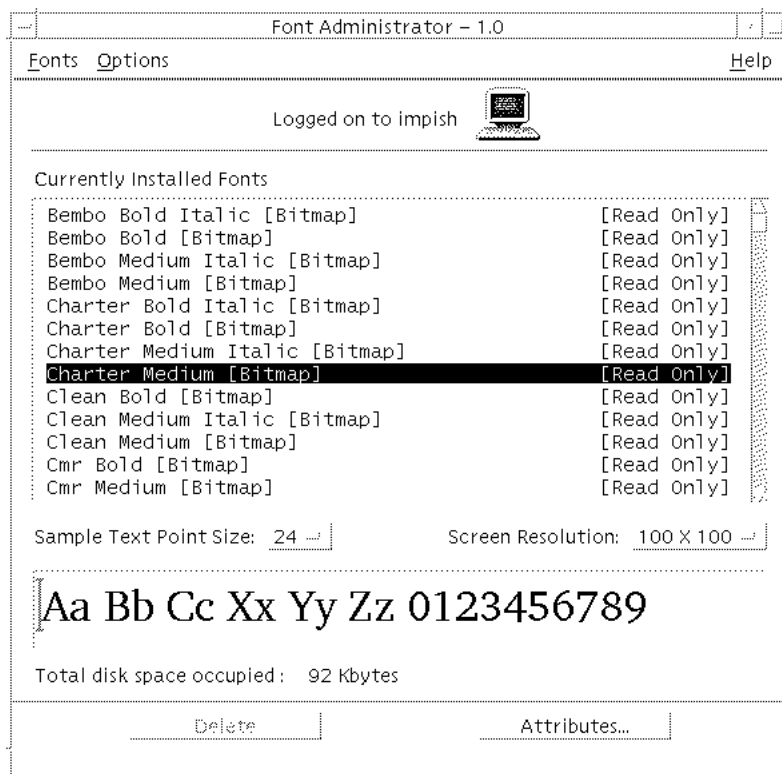 Font Administrator – 1.0
Fonts Options Help
Logged on to impish
Currently Installed Fonts
Bembo Bold Italic [Bitmap] [Read Only]
Bembo Bold [Bitmap] [Read Only]
Bembo Medium Italic [Bitmap] [Read Only]
Bembo Medium [Bitmap] [Read Only]
Charter Bold Italic [Bitmap] [Read Only]
Charter Bold [Bitmap] [Read Only]
Charter Medium Italic [Bitmap] [Read Only]
Charter Medium [Bitmap] [Read Only]
Clean Bold [Bitmap] [Read Only]
Clean Medium Italic [Bitmap] [Read Only]
Clean Medium [Bitmap] [Read Only]
Cmr Bold [Bitmap] [Read Only]
Cmr Medium [Bitmap] [Read Only]
Sample Text Point Size: 24 Screen Resolution: 100 X 100
Aa Bb Cc Xx Yy Zz 0123456789
Total disk space occupied : 92 Kbytes
Delete Attributes...